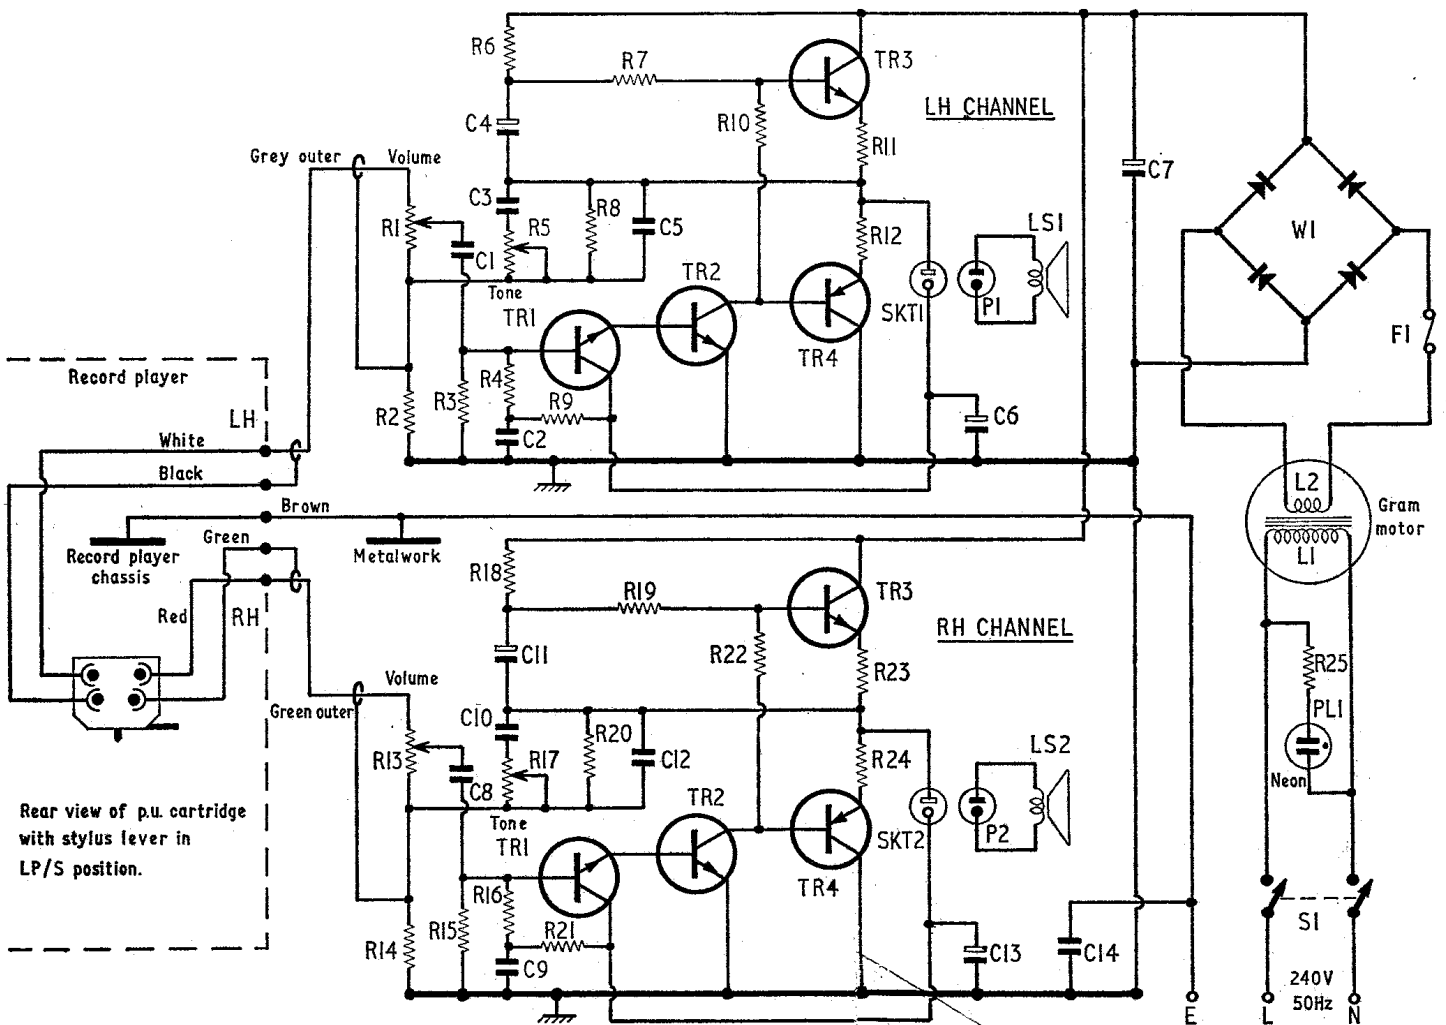 R6
R7
TR3
LH CHANNEL
C4
R10
R11
Grey outer
Volume
C7
C3
R8
R5
C5
R1
C1
R12
LS1
W1
TR2
P1
SKT1
Tone
TR1
TR4
F1
Record player
R4
R3
R2
R9
C2
C6
LH
White
Black
L2
Gram
motor
L1
Brown
Green
Record player
chassis
Metalwork
R18
R19
TR3
Red
RH
RH CHANNEL
C11
R22
R23
R25
Volume
Green outer
C10
R20
R17
C12
R13
C8
R24
LS2
PL1
Neon
TR2
P2
SKT2
Tone
TR1
TR4
Rear view of p.u. cartridge
with stylus lever in
LP/S position.
R16
R15
R14
R21
C9
C13
C14
S1
240V
50Hz
E
L
N